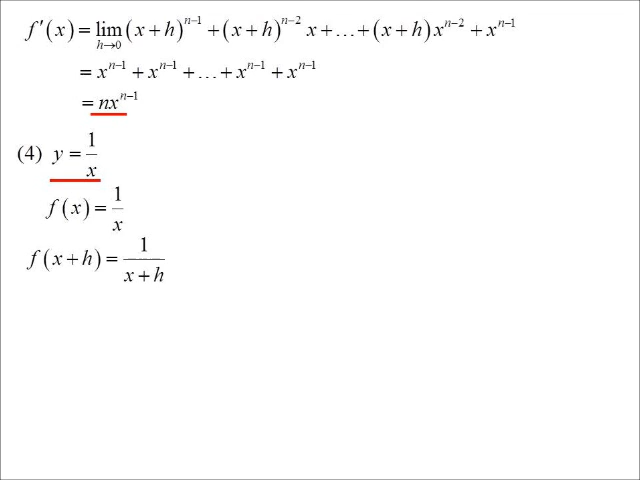 f′(x) = lim_{h→0} (x+h)^{n−1} + (x+h)^{n−2} x + … + (x+h) x^{n−2} + x^{n−1}
= x^{n−1} + x^{n−1} + … + x^{n−1} + x^{n−1}
= nx^{n−1}
(4) y = 1/x
f(x) = 1/x
f(x+h) = 1/(x+h)